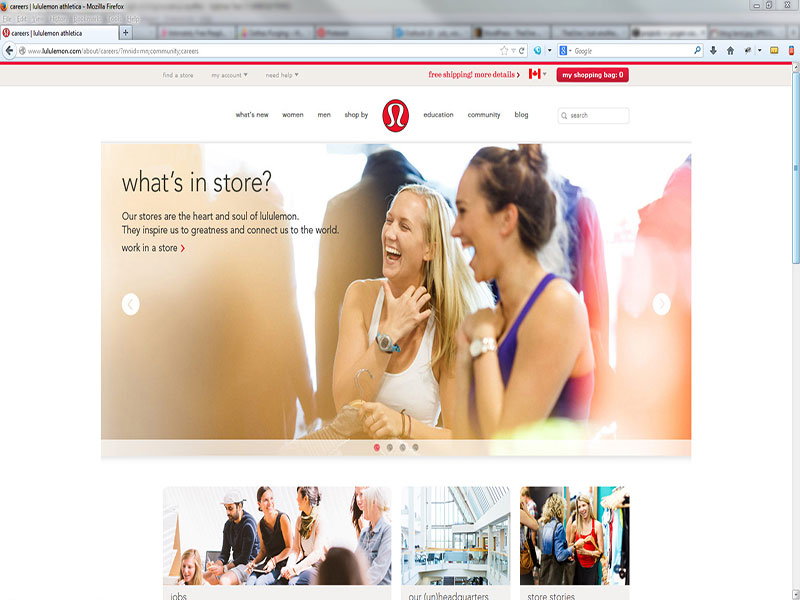 careers | lululemon athletica - Mozilla Firefox
File Edit View History Bookmarks Tools Help
careers | lululemon athletica
Pinterest
www.lululemon.com/about/careers/?mnid=mn;community;careers
Google
find a store
my account
need help
free shipping! more details >
my shopping bag: 0
what's new
women
men
shop by
education
community
blog
search
what's in store?
Our stores are the heart and soul of lululemon.
They inspire us to greatness and connect us to the world.
work in a store >
jobs
our (un)headquarters
store stories